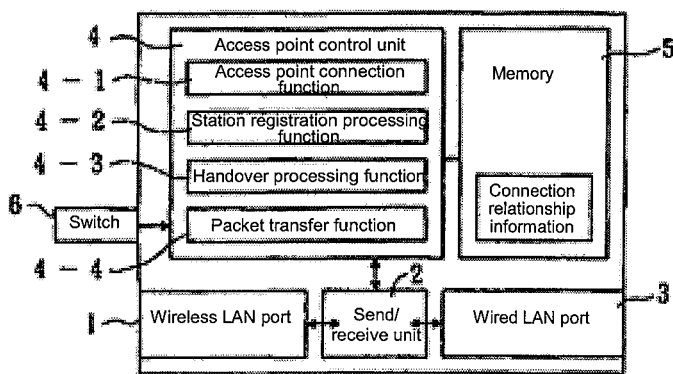 4
Access point control unit
4 - 1
Access point connection
function
4 - 2
Station registration processing
function
4 - 3
Handover processing function
4 - 4
Packet transfer function
5
Memory
Connection
relationship
information
6
Switch
1
Wireless LAN port
2
Send/
receive unit
3
Wired LAN port